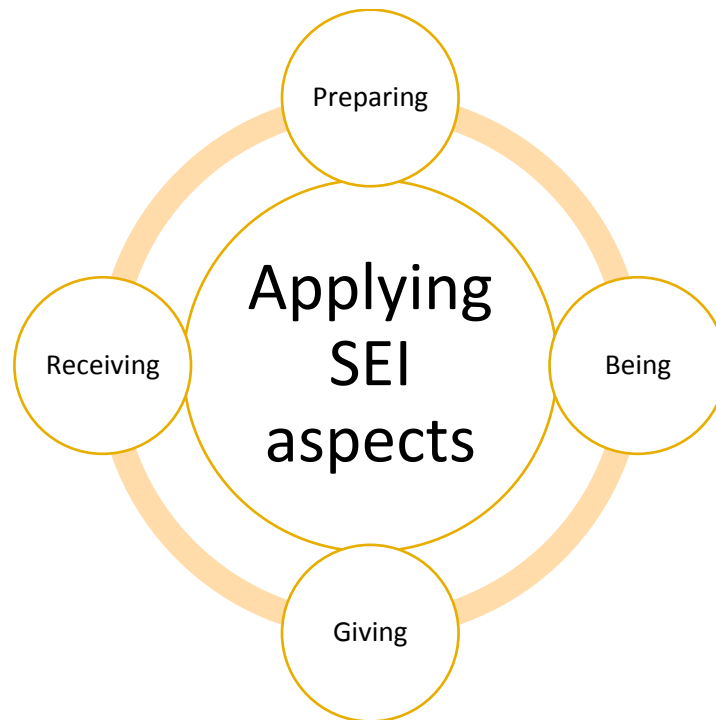 Preparing
Applying
SEI
aspects
Receiving
Being
Giving